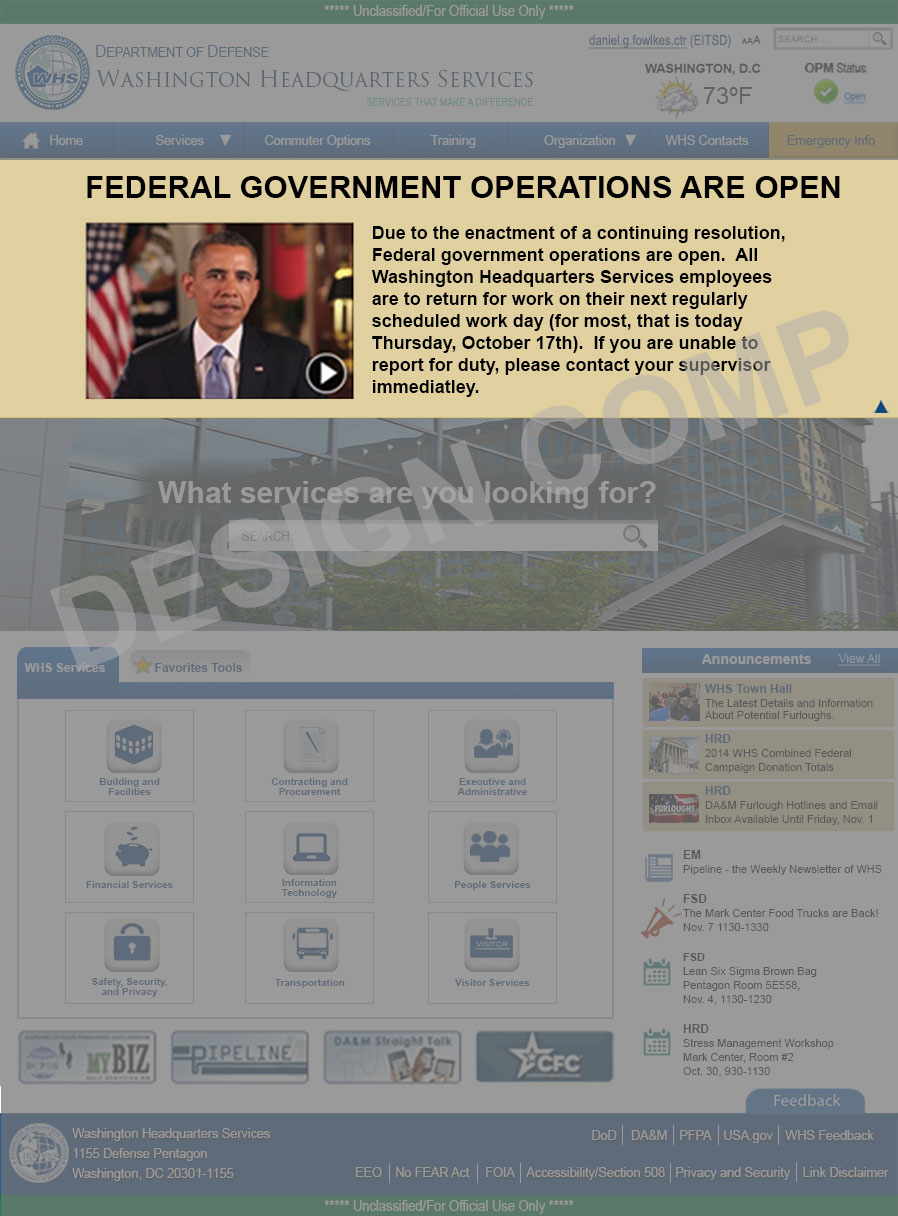 ***** Unclassified/For Official Use Only *****
daniel.g.fowlkes.ctr (EITSD) AAA SEARCH ...
DEPARTMENT OF DEFENSE
WASHINGTON HEADQUARTERS SERVICES
SERVICES THAT MAKE A DIFFERENCE
WHS
WASHINGTON, D.C
73ºF
OPM Status
Open
Home Services Commuter Options Training Organization WHS Contacts Emergency Info
FEDERAL GOVERNMENT OPERATIONS ARE OPEN
Due to the enactment of a continuing resolution,
Federal government operations are open. All
Washington Headquarters Services employees
are to return for work on their next regularly
scheduled work day (for most, that is today
Thursday, October 17th). If you are unable to
report for duty, please contact your supervisor
immediatley.
DESIGN COMP
What services are you looking for?
SEARCH ...
WHS Services Favorites Tools
Building and
Facilities
Contracting and
Procurement
Executive and
Administrative
Financial Services
Information
Technology
People Services
Safety, Security,
and Privacy
Transportation
VISITOR
Visitor Services
Announcements View All
WHS Town Hall
The Latest Details and Information
About Potential Furloughs.
HRD
2014 WHS Combined Federal
Campaign Donation Totals
FURLOUGHS
HRD
DA&M Furlough Hotlines and Email
Inbox Available Until Friday, Nov. 1
EM
Pipeline - the Weekly Newsletter of WHS
FSD
The Mark Center Food Trucks are Back!
Nov. 7 1130-1330
FSD
Lean Six Sigma Brown Bag
Pentagon Room 5E558,
Nov. 4, 1130-1230
HRD
Stress Management Workshop
Mark Center, Room #2
Oct. 30, 930-1130
DCPDS MyBIZ
PIPELINE
DA&M Straight Talk
CFC
Feedback
Washington Headquarters Services
1155 Defense Pentagon
Washington, DC 20301-1155
DoD DA&M PFPA USA.gov WHS Feedback
EEO No FEAR Act FOIA Accessibility/Section 508 Privacy and Security Link Disclaimer
***** Unclassified/For Official Use Only *****